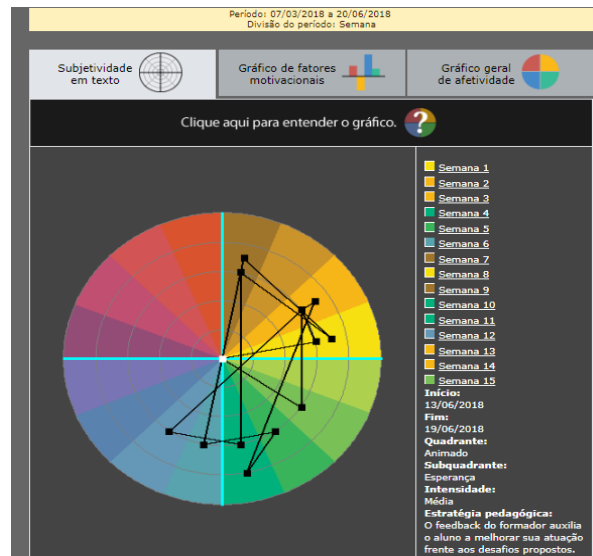 Período: 07/03/2018 a 20/06/2018
Divisão do período: Semana
Subjetividade
em texto
Gráfico de fatores
motivacionais
Gráfico geral
de afetividade
Clique aqui para entender o gráfico. ?
Semana 1
Semana 2
Semana 3
Semana 4
Semana 5
Semana 6
Semana 7
Semana 8
Semana 9
Semana 10
Semana 11
Semana 12
Semana 13
Semana 14
Semana 15
Início:
13/06/2018
Fim:
19/06/2018
Quadrante:
Animado
Subquadrante:
Esperança
Intensidade:
Média
Estratégia pedagógica:
O feedback do formador auxilia
o aluno a melhorar sua atuação
frente aos desafios propostos.